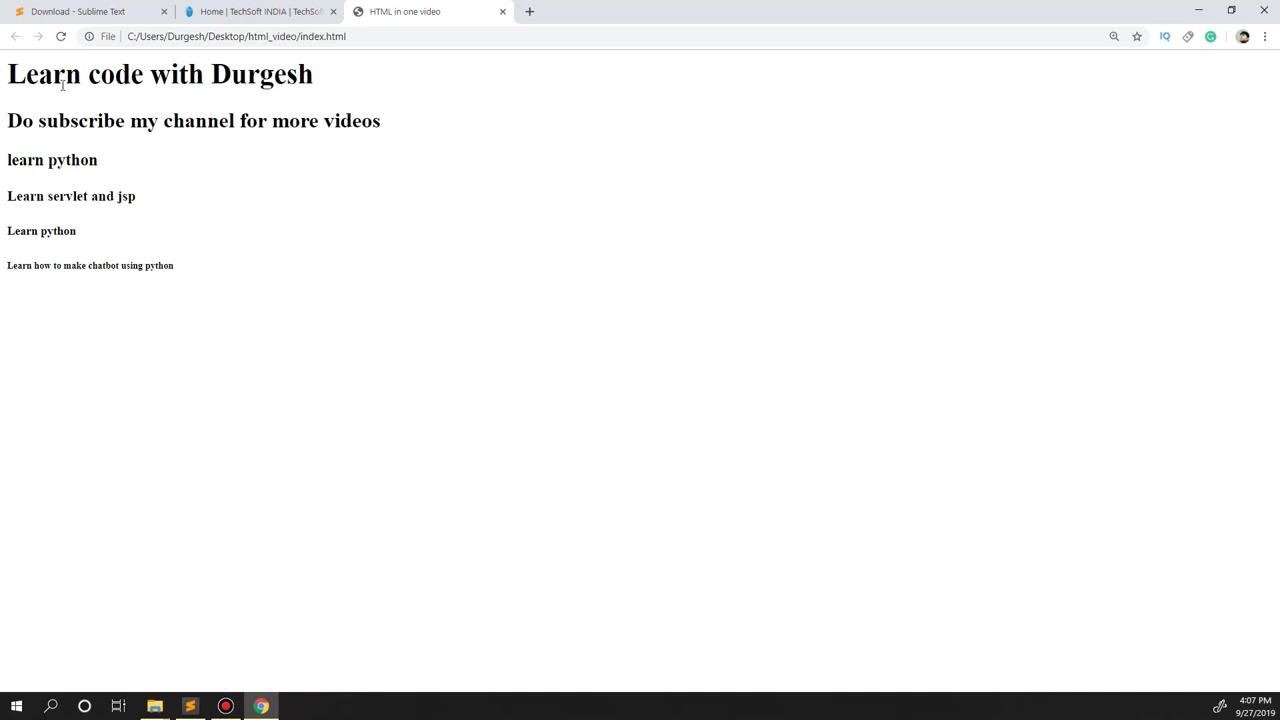 Download - Sublime Text
Home | TechSoft INDIA | TechSof
HTML in one video
File
C:/Users/Durgesh/Desktop/html_video/index.html
IQ
Learn code with Durgesh
Do subscribe my channel for more videos
learn python
Learn servlet and jsp
Learn python
Learn how to make chatbot using python
4:07 PM
9/27/2019